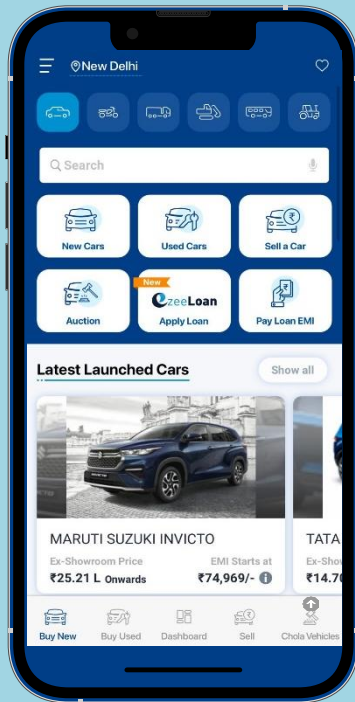 New Delhi
Search
New Cars
Used Cars
Sell a Car
New
ezeeLoan
Auction
Apply Loan
Pay Loan EMI
Latest Launched Cars
Show all
MARUTI SUZUKI INVICTO
TATA
Ex-Showroom Price
EMI Starts at
Ex-Sho
₹25.21 L Onwards
₹74,969/-
₹14.70
Buy New
Buy Used
Dashboard
Sell
Chola Vehicles